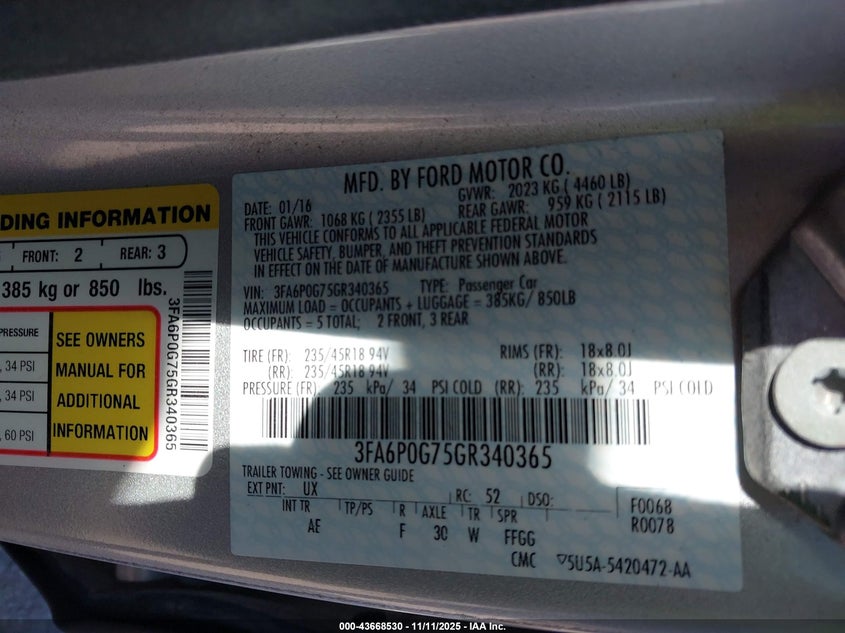 DING INFORMATION
FRONT: 2 REAR: 3
385 kg or 850 lbs.
PRESSURE
, 34 PSI
, 34 PSI
, 60 PSI
SEE OWNERS
MANUAL FOR
ADDITIONAL
INFORMATION
3FA6P0G75GR340365
MFD. BY FORD MOTOR CO.
DATE: 01/16 GVWR: 2023 KG ( 4460 LB)
FRONT GAWR: 1068 KG ( 2355 LB) REAR GAWR: 959 KG ( 2115 LB)
THIS VEHICLE CONFORMS TO ALL APPLICABLE FEDERAL MOTOR
VEHICLE SAFETY, BUMPER, AND THEFT PREVENTION STANDARDS
IN EFFECT ON THE DATE OF MANUFACTURE SHOWN ABOVE.
VIN: 3FA6P0G75GR340365 TYPE: Passenger Car
MAXIMUM LOAD = OCCUPANTS + LUGGAGE = 385KG/ 850LB
OCCUPANTS = 5 TOTAL; 2 FRONT, 3 REAR
TIRE (FR): 235/45R18 94V RIMS (FR): 18x8.0J
(RR): 235/45R18 94V (RR): 18x8.0J
PRESSURE (FR): 235 kPa/ 34 PSI COLD (RR): 235 kPa/ 34 PSI COLD
3FA6P0G75GR340365
TRAILER TOWING - SEE OWNER GUIDE
EXT PNT: UX RC: 52 DSO: F0068
INT TR TP/PS R AXLE TR SPR R0078
AE F 30 W FFGG
CMC 5U5A-5420472-AA
000-43668530 - 11/11/2025 - IAA Inc.